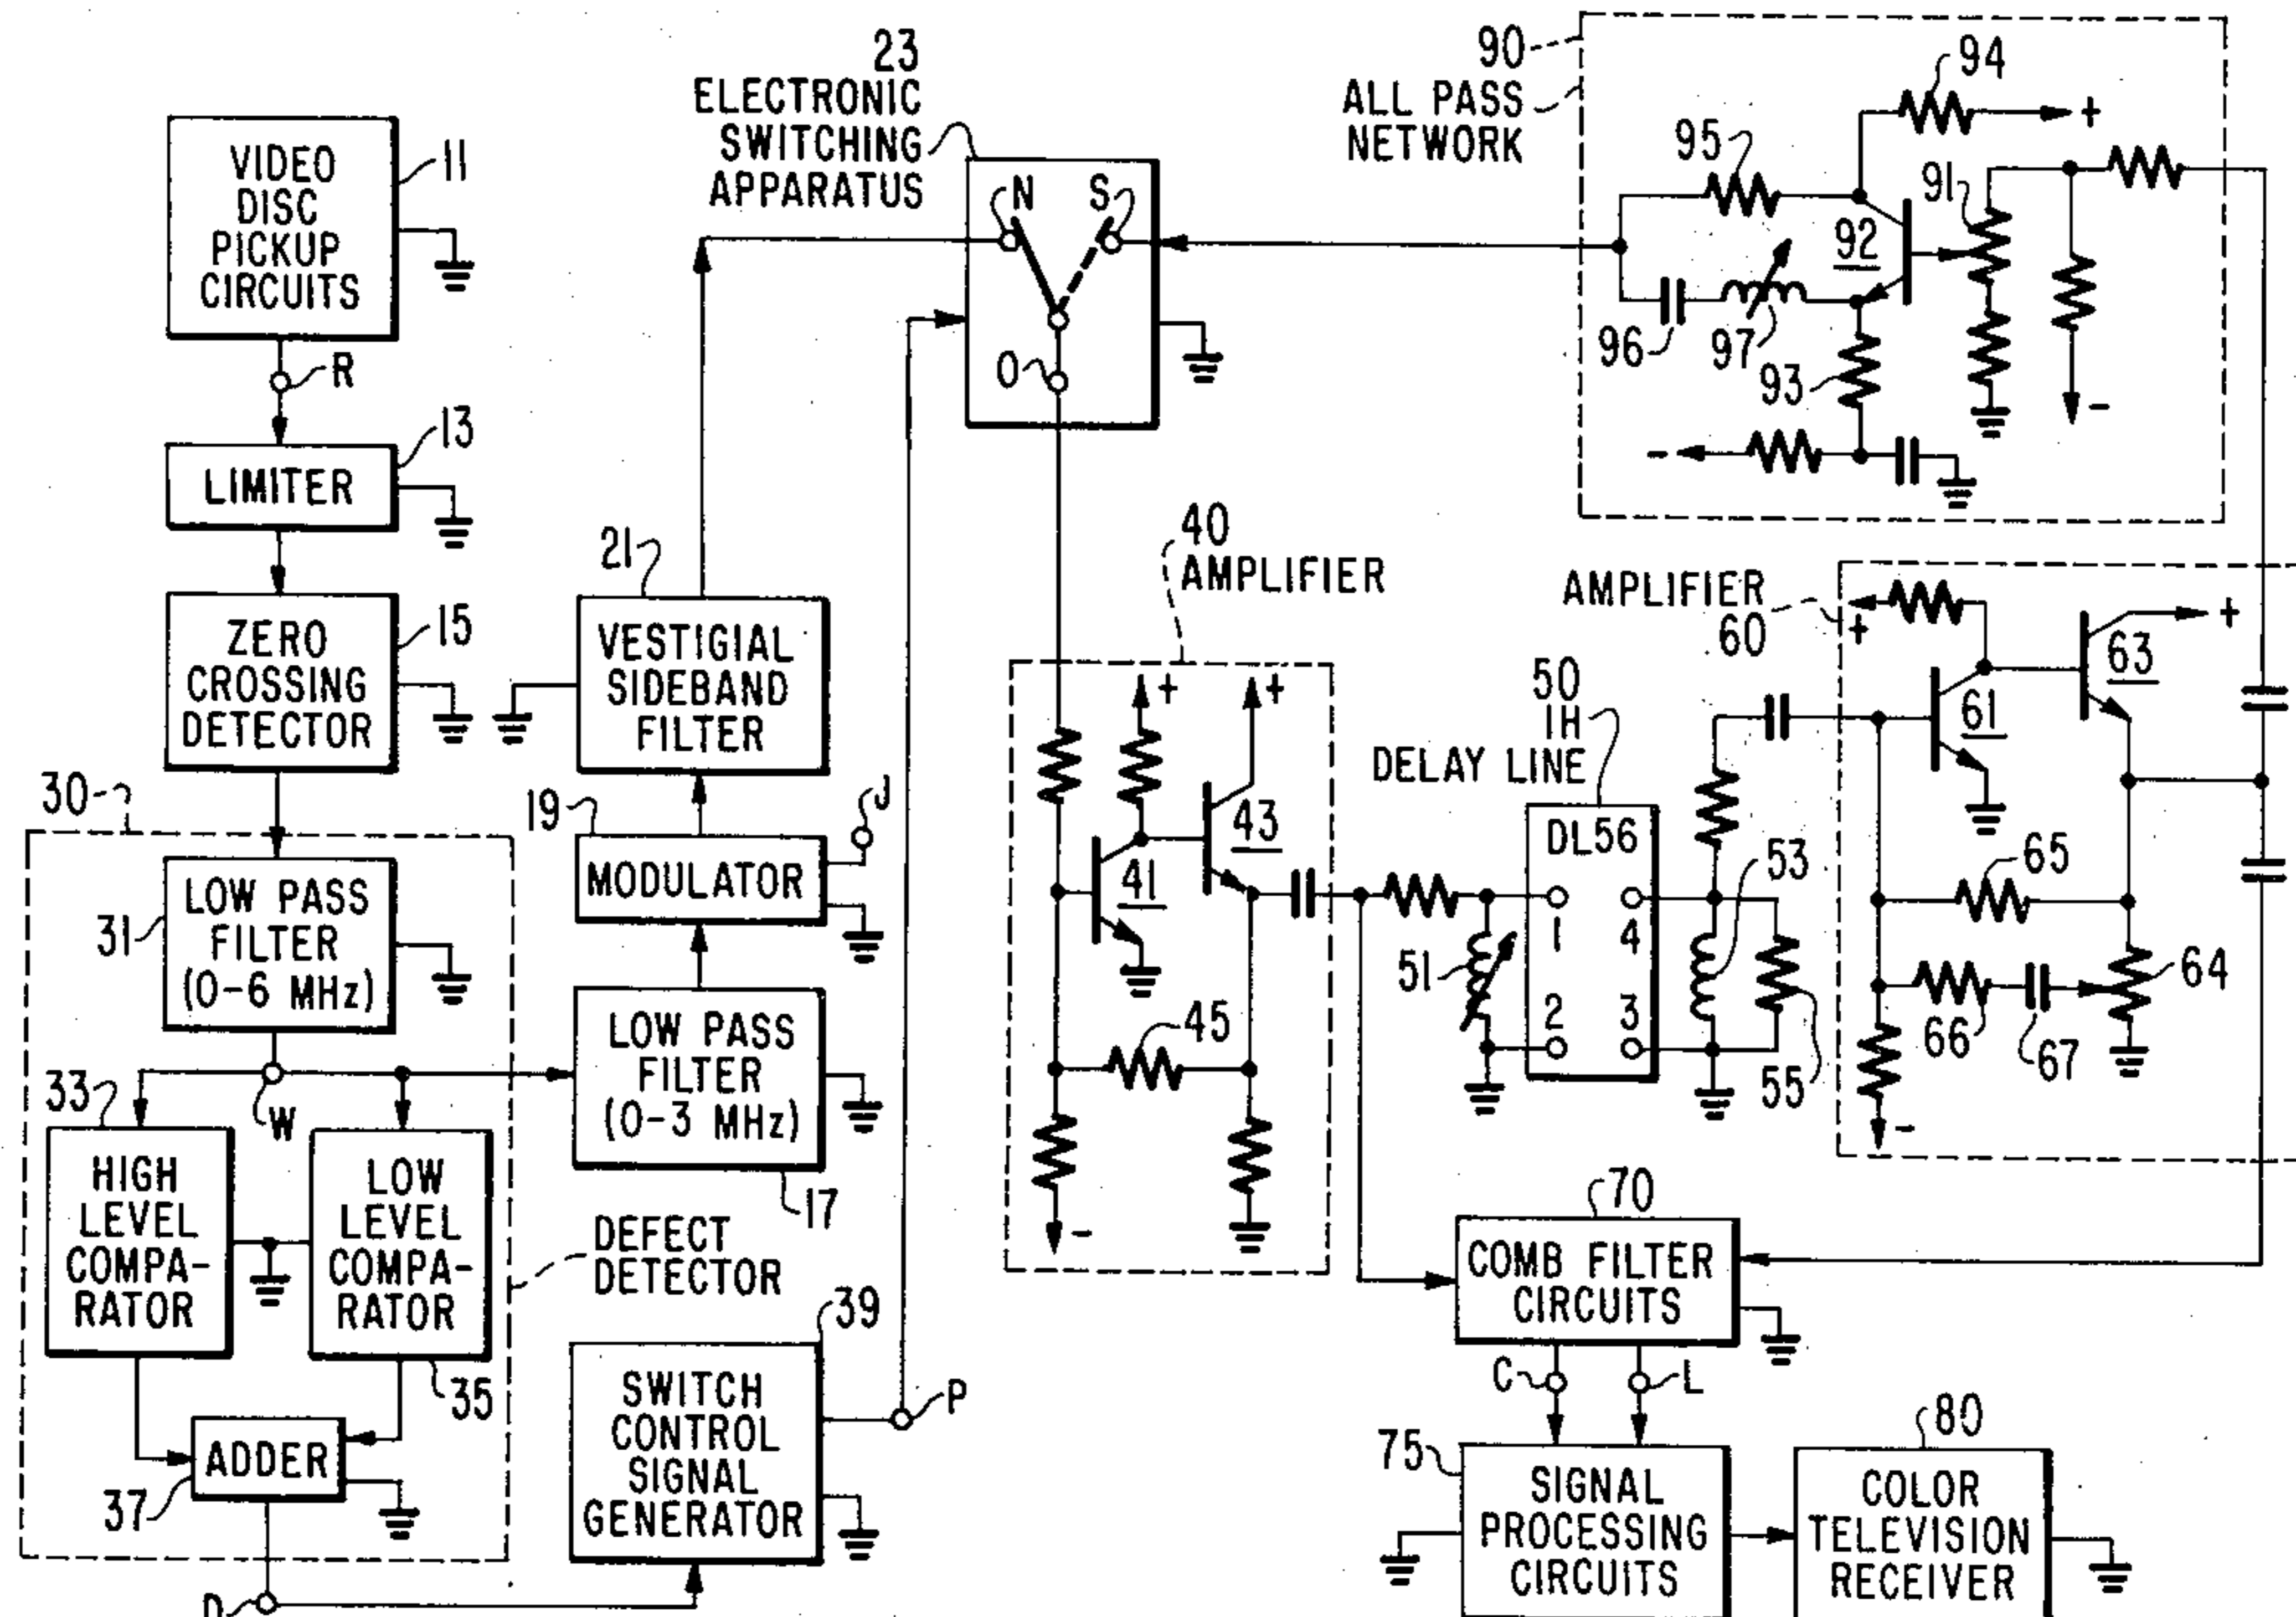 23
ELECTRONIC
SWITCHING
APPARATUS
90
ALL PASS
NETWORK
94
+
95
91
92
96
97
93
-
-
VIDEO
DISC
PICKUP
CIRCUITS
11
N
S
O
R
13
LIMITER
ZERO
CROSSING
DETECTOR
15
21
VESTIGIAL
SIDEBAND
FILTER
40
AMPLIFIER
+
+
41
43
45
-
50
1H
DELAY LINE
DL56
1
4
2
3
51
53
55
AMPLIFIER
60
+
+
61
63
65
64
66
67
-
30
LOW PASS
FILTER
(0-6 MHz)
31
19
J
MODULATOR
LOW PASS
FILTER
(0-3 MHz)
17
33
W
HIGH
LEVEL
COMPA-
RATOR
LOW
LEVEL
COMPA-
RATOR
35
DEFECT
DETECTOR
ADDER
37
D
39
SWITCH
CONTROL
SIGNAL
GENERATOR
P
70
COMB FILTER
CIRCUITS
C
L
75
SIGNAL
PROCESSING
CIRCUITS
80
COLOR
TELEVISION
RECEIVER